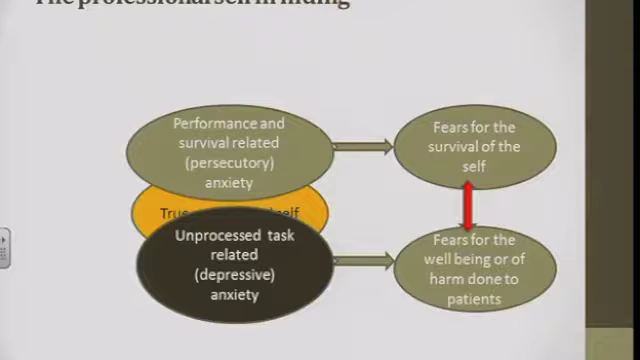 The professional self in hiding
Performance and
survival related
(persecutory)
anxiety
Fears for the
survival of the
self
Unprocessed task
related
(depressive)
anxiety
Fears for the
well being or of
harm done to
patients